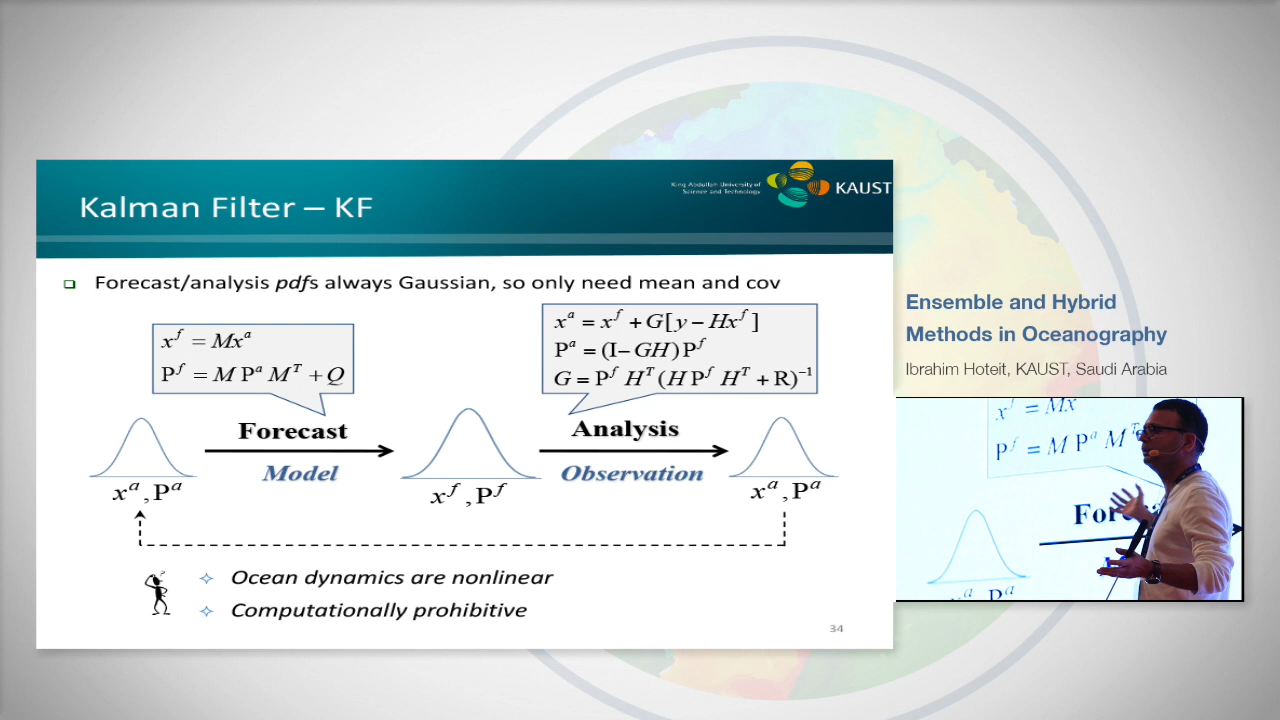 King Abdullah University of
Science and Technology
KAUST
Kalman Filter – KF
Forecast/analysis pdfs always Gaussian, so only need mean and cov
x^f = Mx^a
P^f = M P^a M^T + Q
x^a = x^f + G[y − Hx^f]
P^a = (I − GH) P^f
G = P^f H^T (H P^f H^T + R)^−1
Forecast
Model
Analysis
Observation
x^a, P^a
x^f, P^f
x^a, P^a
Ocean dynamics are nonlinear
Computationally prohibitive
34
Ensemble and Hybrid
Methods in Oceanography
Ibrahim Hoteit, KAUST, Saudi Arabia
x^f = Mx
P^f = M P^a M^T
Fore
x^a P^a